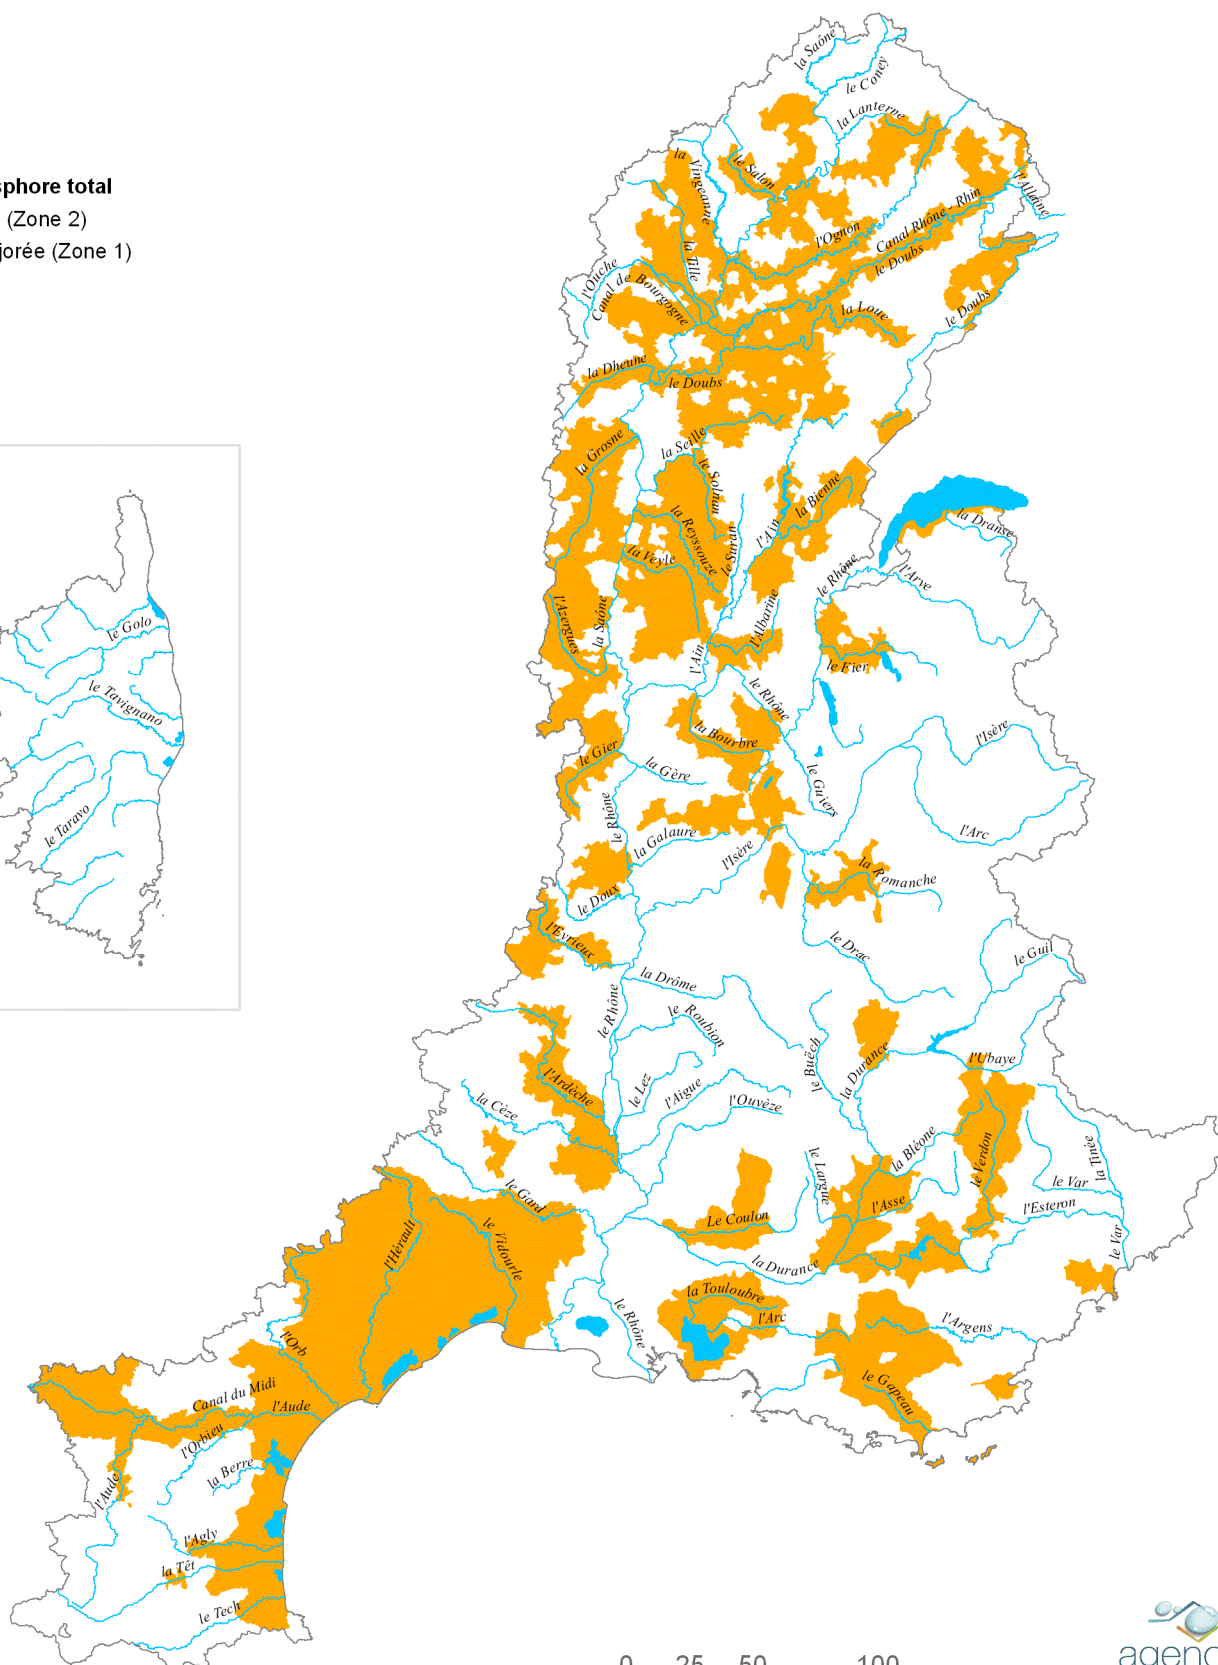 la Saône
le Coney
la Lanterne
le Salon
la Vingeanne
l'Allaine
Canal Rhône - Rhin
l'Ognon
le Doubs
la Tille
l'Ouche
Canal de Bourgogne
la Loue
le Doubs
la Dheune
le Doubs
la Grosne
la Seille
le Solnan
la Bienne
la Reyssouze
le Suran
l'Ain
la Veyle
la Dranse
le Rhône
l'Arve
l'Azergues
la Saône
l'Albarine
l'Ain
le Fier
le Rhône
la Bourbre
l'Isère
le Gier
la Gère
le Guiers
le Rhône
la Galaure
l'Isère
l'Arc
la Romanche
le Doux
l'Eyrieux
le Drac
le Guil
la Drôme
le Rhône
le Roubion
le Buëch
la Durance
l'Ubaye
l'Ardèche
le Lez
l'Aigue
l'Ouvèze
la Cèze
la Bléone
le Verdon
la Tinée
le Var
le Largue
l'Asse
l'Esteron
le Gard
Le Coulon
le Var
l'Hérault
le Vidourle
la Durance
la Touloubre
l'Arc
le Rhône
l'Argens
l'Orb
le Gapeau
Canal du Midi
l'Aude
l'Orbieu
la Berre
l'Aude
l'Agly
la Têt
le Tech
sphore total
(Zone 2)
jorée (Zone 1)
le Golo
le Tavignano
le Taravo
0 25 50 100
agenc